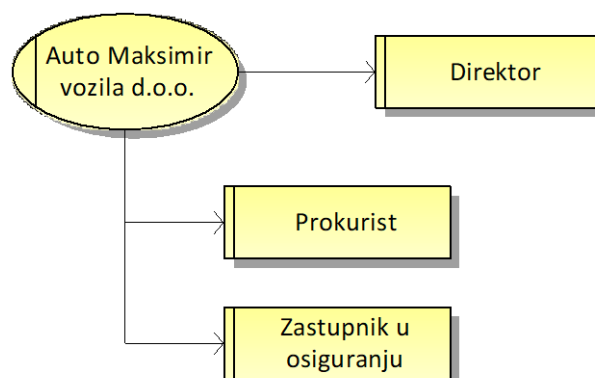 Auto Maksimir
vozila d.o.o.
Direktor
Prokurist
Zastupnik u
osiguranju